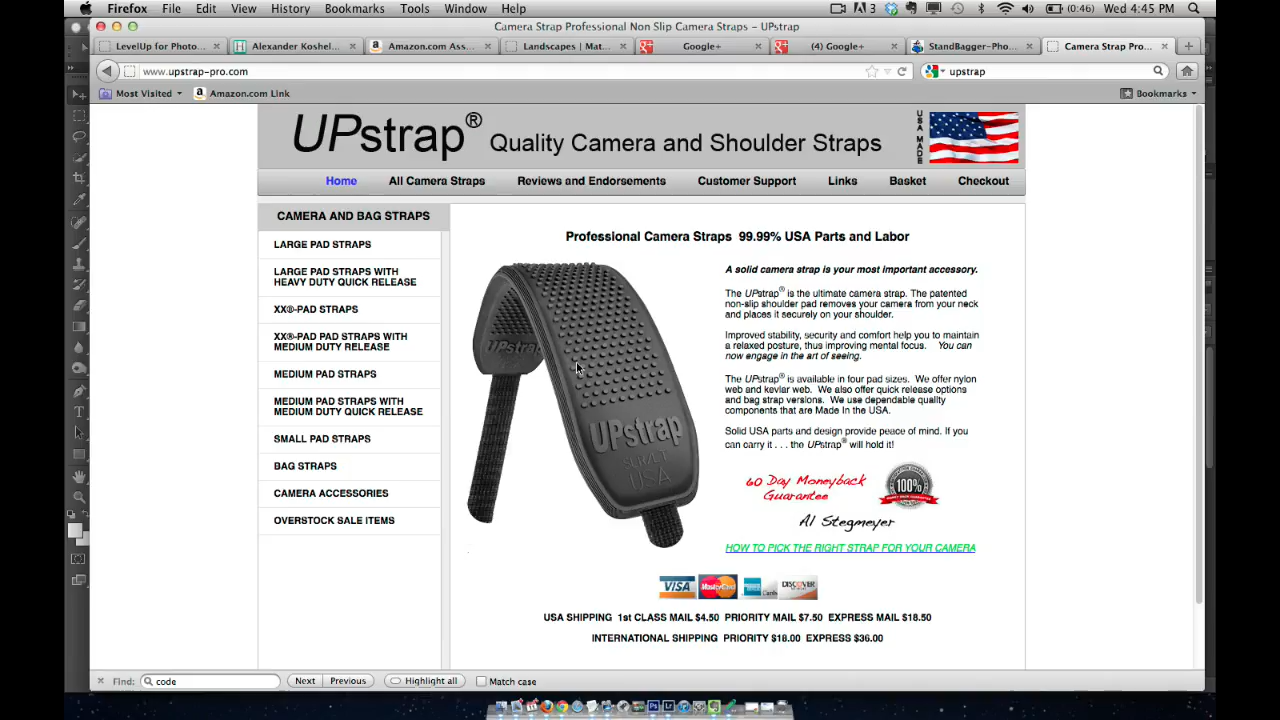 Firefox File Edit View History Bookmarks Tools Window Help 3 (0:46) Wed 4:45 PM
Camera Strap Professional Non Slip Camera Straps – UPstrap
LevelUp for Photo... × Alexander Koshel... × Amazon.com Ass... × Landscapes | Mat... × Google+ × (4) Google+ × StandBagger–Pho... × Camera Strap Pro... × +
www.upstrap-pro.com upstrap
Most Visited Amazon.com Link Bookmarks
UPstrap® Quality Camera and Shoulder Straps USA MADE
Home All Camera Straps Reviews and Endorsements Customer Support Links Basket Checkout
CAMERA AND BAG STRAPS
LARGE PAD STRAPS
LARGE PAD STRAPS WITH
HEAVY DUTY QUICK RELEASE
XX®-PAD STRAPS
XX®-PAD PAD STRAPS WITH
MEDIUM DUTY RELEASE
MEDIUM PAD STRAPS
MEDIUM PAD STRAPS WITH
MEDIUM DUTY QUICK RELEASE
SMALL PAD STRAPS
BAG STRAPS
CAMERA ACCESSORIES
OVERSTOCK SALE ITEMS
Professional Camera Straps 99.99% USA Parts and Labor
UPstrap
UPstrap
USA
A solid camera strap is your most important accessory.
The UPstrap® is the ultimate camera strap. The patented
non-slip shoulder pad removes your camera from your neck
and places it securely on your shoulder.
Improved stability, security and comfort help you to maintain
a relaxed posture, thus improving mental focus. You can
now engage in the art of seeing.
The UPstrap® is available in four pad sizes. We offer nylon
web and kevlar web. We also offer quick release options
and bag strap versions. We use dependable quality
components that are Made In the USA.
Solid USA parts and design provide peace of mind. If you
can carry it . . . the UPstrap® will hold it!
60 Day Moneyback
Guarantee
100%
Al Stegmeyer
HOW TO PICK THE RIGHT STRAP FOR YOUR CAMERA
VISA MasterCard Cards DISCOVER
USA SHIPPING 1st CLASS MAIL $4.50 PRIORITY MAIL $7.50 EXPRESS MAIL $18.50
INTERNATIONAL SHIPPING PRIORITY $18.00 EXPRESS $36.00
× Find: code Next Previous Highlight all Match case